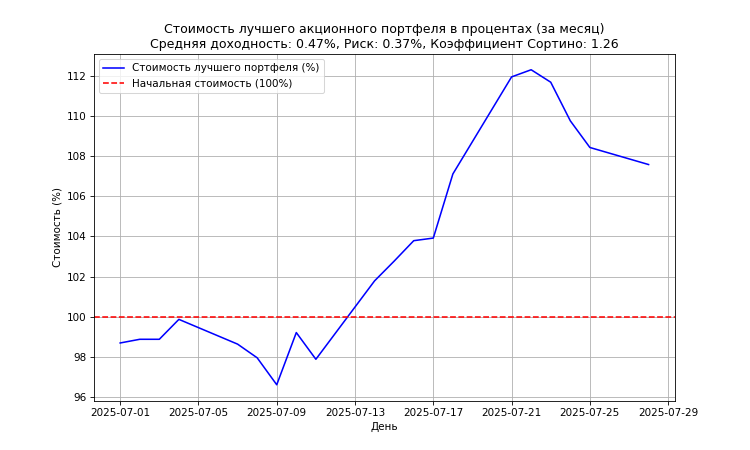 Стоимость лучшего акционного портфеля в процентах (за месяц)
Средняя доходность: 0.47%, Риск: 0.37%, Коэффициент Сортино: 1.26
Стоимость лучшего портфеля (%)
Начальная стоимость (100%)
Стоимость (%)
112
110
108
106
104
102
100
98
96
2025-07-01 2025-07-05 2025-07-09 2025-07-13 2025-07-17 2025-07-21 2025-07-25 2025-07-29
День